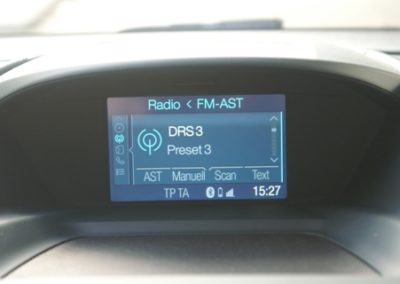 Radio < FM-AST
DRS 3
Preset 3
AST Manuell Scan Text
TP TA 15:27